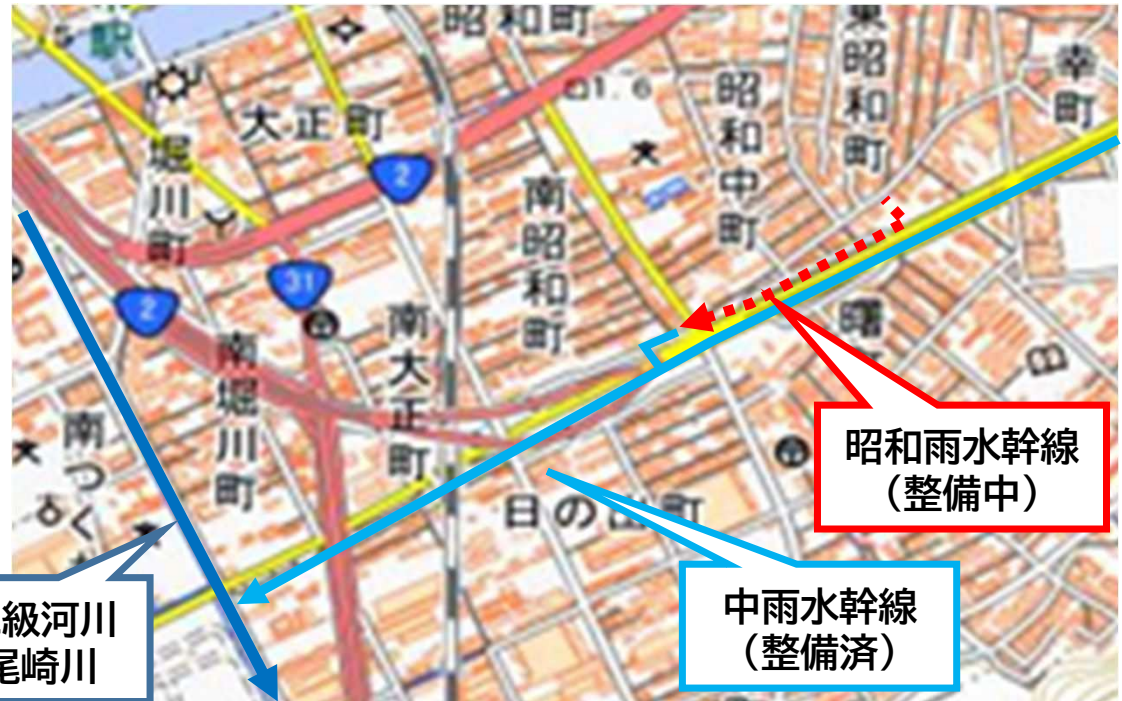 駅
昭和町
東昭和町
幸町
大正町
昭和中町
堀川町
2
南昭和町
31
2
南大正町
曙
南堀川町
南つく
昭和雨水幹線
（整備中）
日の出町
級河川
尾崎川
中雨水幹線
（整備済）